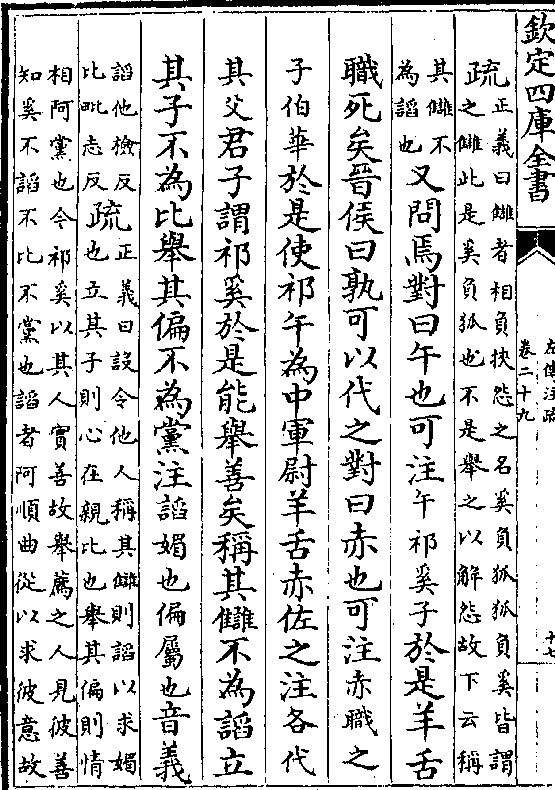 欽定四庫全書
左傳注疏
卷二十九
十七
疏正義曰讎者相負挾怨之名奚負狐狐負奚皆謂
之讎此是奚負狐也不是舉之以解怨故下云稱
其讎不
為謟也又問焉對曰午也可注午祁奚子於是羊舌
職死矣晉侯曰孰可以代之對曰赤也可注赤職之
子伯華於是使祁午為中軍尉羊舌赤佐之注各代
其父君子謂祁奚於是能舉善矣稱其讎不為謟立
其子不為比舉其偏不為黨注謟媚也偏屬也音義
謟他檢反
比毗志反疏正義曰設令他人稱其讎則謟以求媚
也立其子則心在親比也舉其偏則情
相阿黨也令祁奚以其人實善故舉薦之人見彼善
知奚不謟不比不黨也謟者阿順曲從以求彼意故